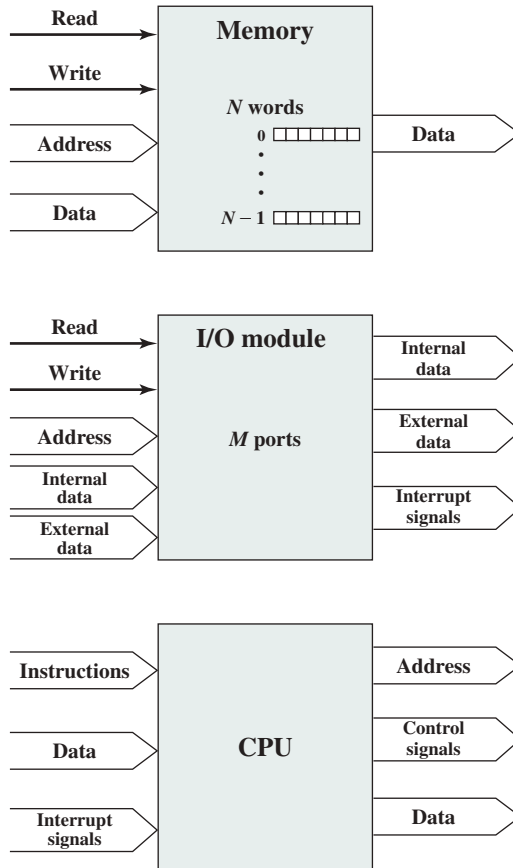 Read
Memory
Write
N words
0
Address
Data
Data
N – 1
Read
I/O module
Internal
data
Write
External
data
Address
M ports
Internal
data
Interrupt
signals
External
data
Instructions
Address
Control
signals
Data
CPU
Interrupt
signals
Data